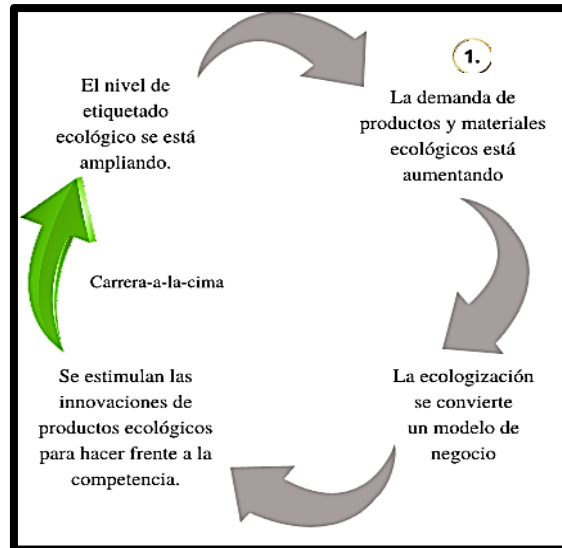 1.
La demanda de
productos y materiales
ecológicos está
aumentando
La ecologización
se convierte
un modelo de
negocio
Se estimulan las
innovaciones de
productos ecológicos
para hacer frente a la
competencia.
Carrera-a-la-cima
El nivel de
etiquetado
ecológico se está
ampliando.